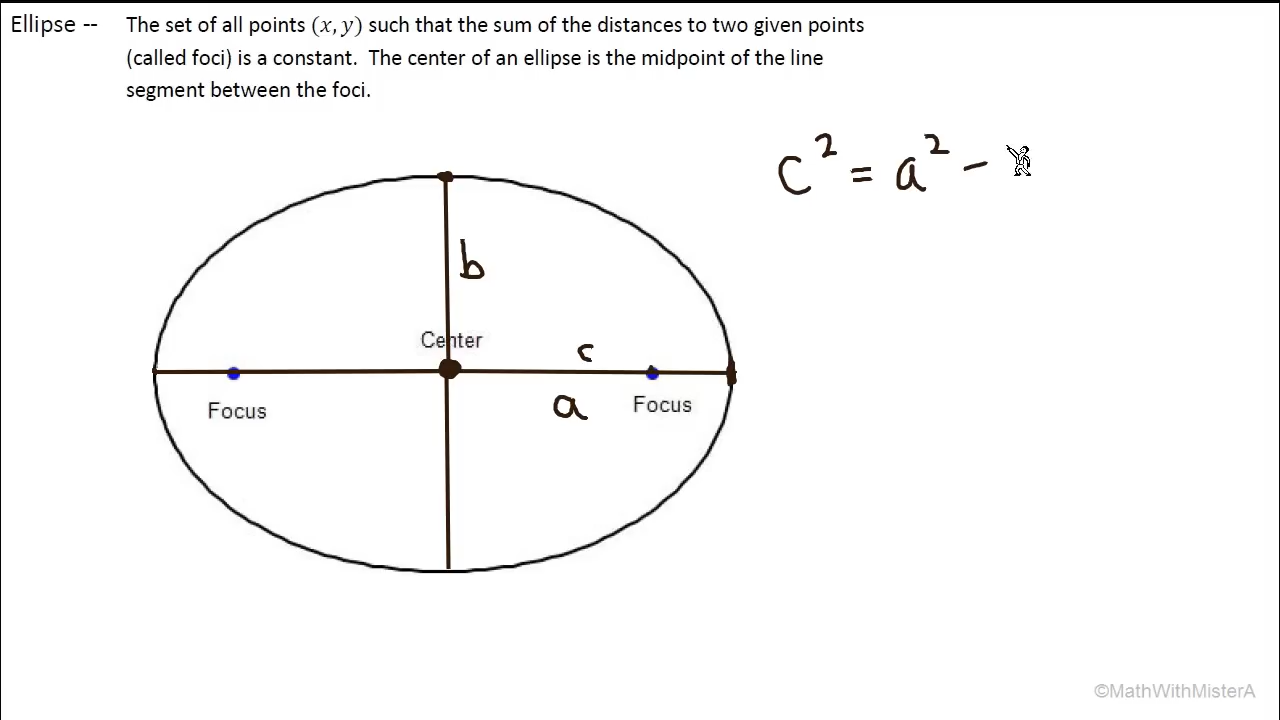 Ellipse -- The set of all points (x, y) such that the sum of the distances to two given points
(called foci) is a constant. The center of an ellipse is the midpoint of the line
segment between the foci.
c² = a² −
b
Center
c
Focus
a
Focus
©MathWithMisterA